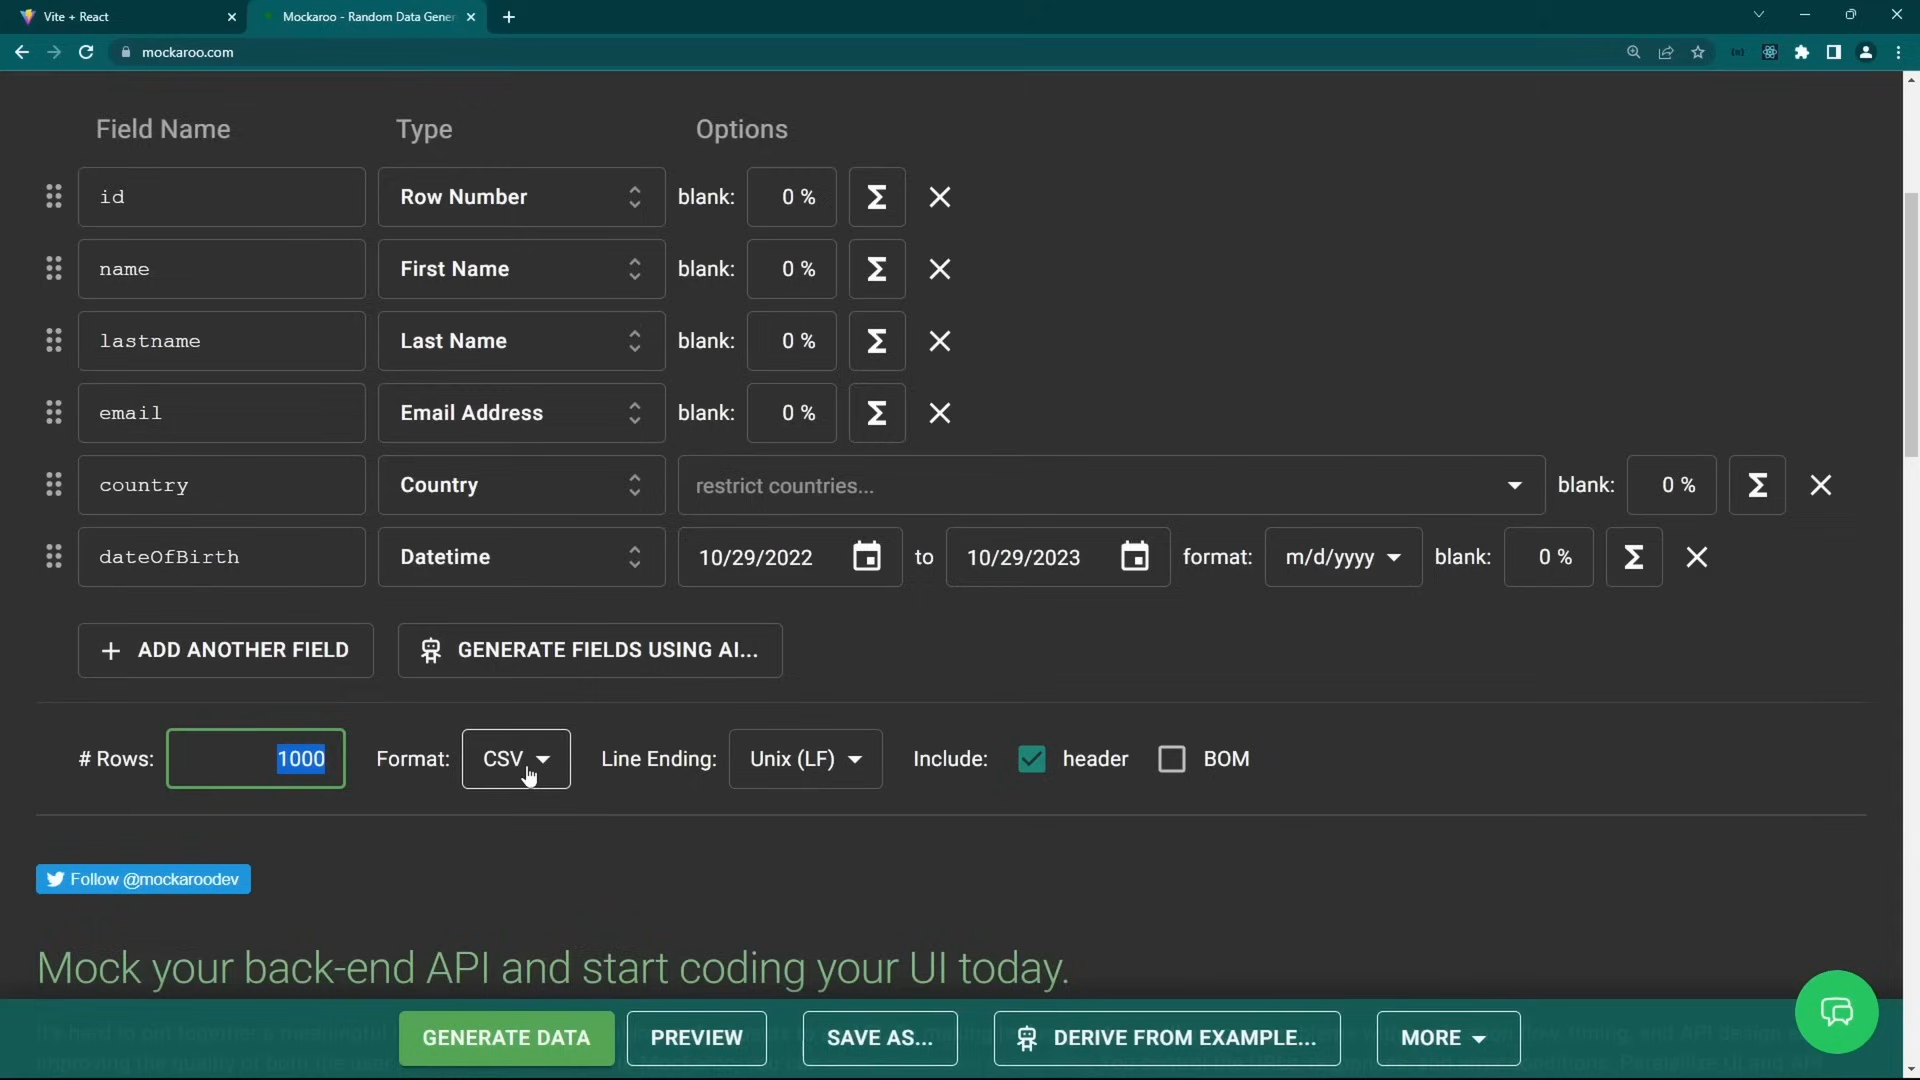 Vite + React
Mockaroo - Random Data Gener
mockaroo.com
Field Name Type Options
id Row Number blank: 0 % Σ
name First Name blank: 0 % Σ
lastname Last Name blank: 0 % Σ
email Email Address blank: 0 % Σ
country Country restrict countries... blank: 0 % Σ
dateOfBirth Datetime 10/29/2022 to 10/29/2023 format: m/d/yyyy blank: 0 % Σ
+ ADD ANOTHER FIELD GENERATE FIELDS USING AI...
# Rows: 1000 Format: CSV Line Ending: Unix (LF) Include: header BOM
Follow @mockaroodev
Mock your back-end API and start coding your UI today.
GENERATE DATA PREVIEW SAVE AS... DERIVE FROM EXAMPLE... MORE